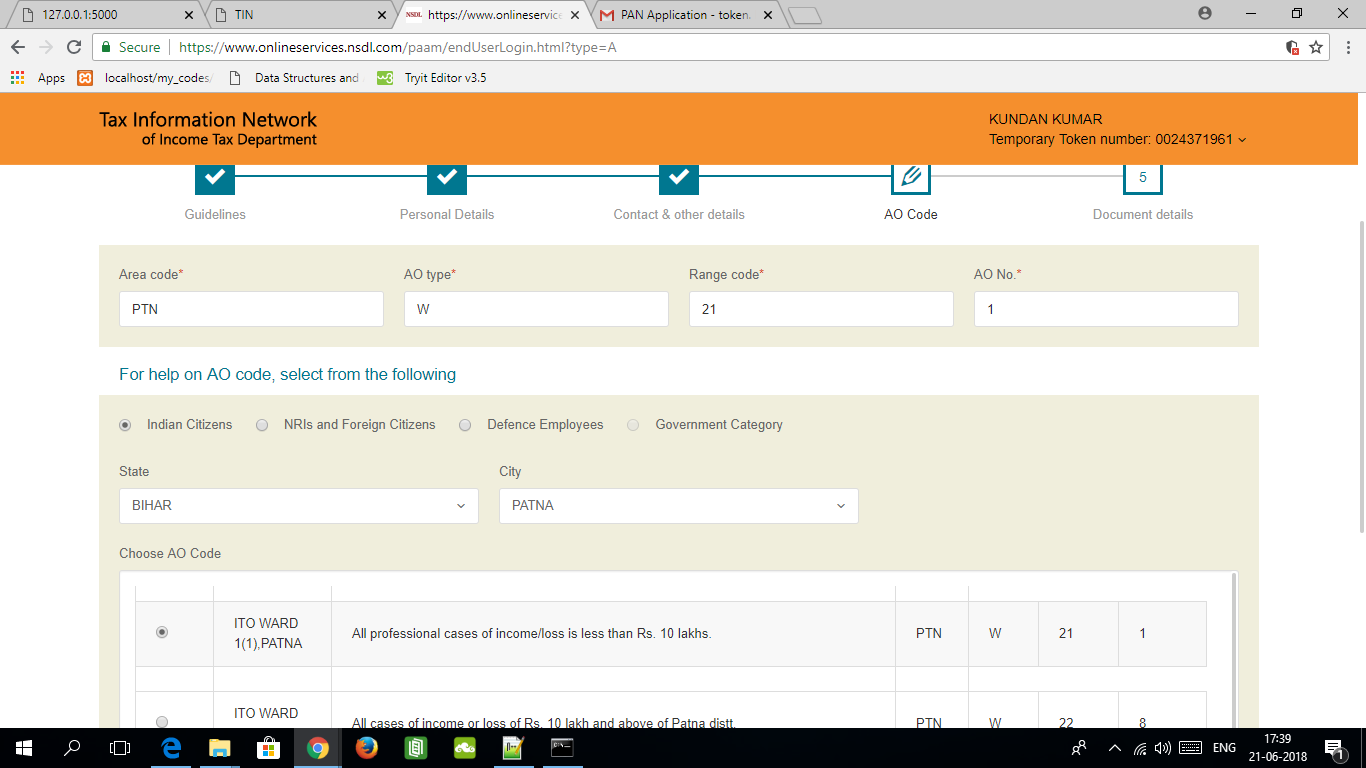 127.0.0.1:5000
TIN
NSDL https://www.onlineservice
PAN Application - token
Secure https://www.onlineservices.nsdl.com/paam/endUserLogin.html?type=A
Apps localhost/my_codes/ Data Structures and w3 Tryit Editor v3.5
Tax Information Network
of Income Tax Department
KUNDAN KUMAR
Temporary Token number: 0024371961
5
Guidelines Personal Details Contact & other details AO Code Document details
Area code* AO type* Range code* AO No.*
PTN W 21 1
For help on AO code, select from the following
Indian Citizens NRIs and Foreign Citizens Defence Employees Government Category
State City
BIHAR PATNA
Choose AO Code
ITO WARD
1(1),PATNA
All professional cases of income/loss is less than Rs. 10 lakhs. PTN W 21 1
ITO WARD
All cases of income or loss of Rs. 10 lakh and above of Patna distt. PTN W 22 8
ENG
17:39
21-06-2018
1